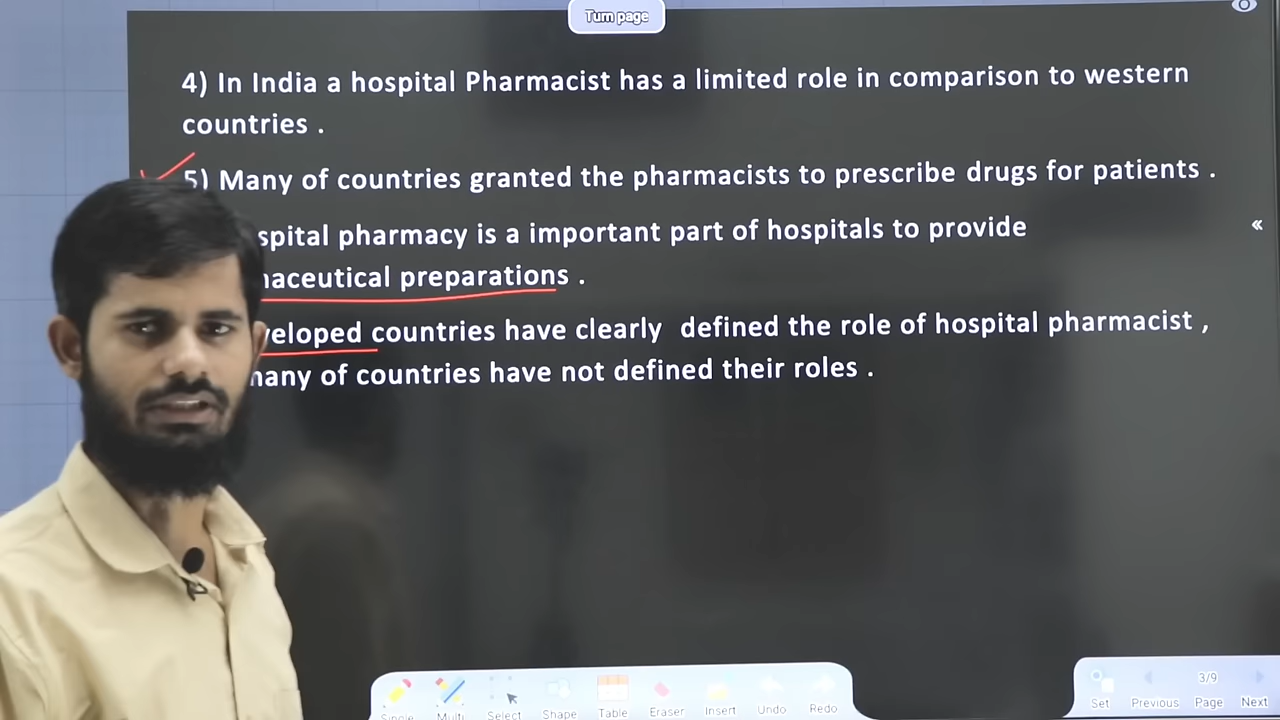 Turn page
4) In India a hospital Pharmacist has a limited role in comparison to western
countries .
5) Many of countries granted the pharmacists to prescribe drugs for patients .
spital pharmacy is a important part of hospitals to provide
naceutical preparations .
veloped countries have clearly defined the role of hospital pharmacist ,
many of countries have not defined their roles .
«
3/9
Single Multi Select Shape Table Eraser Insert Undo Redo
Set Previous Page Next